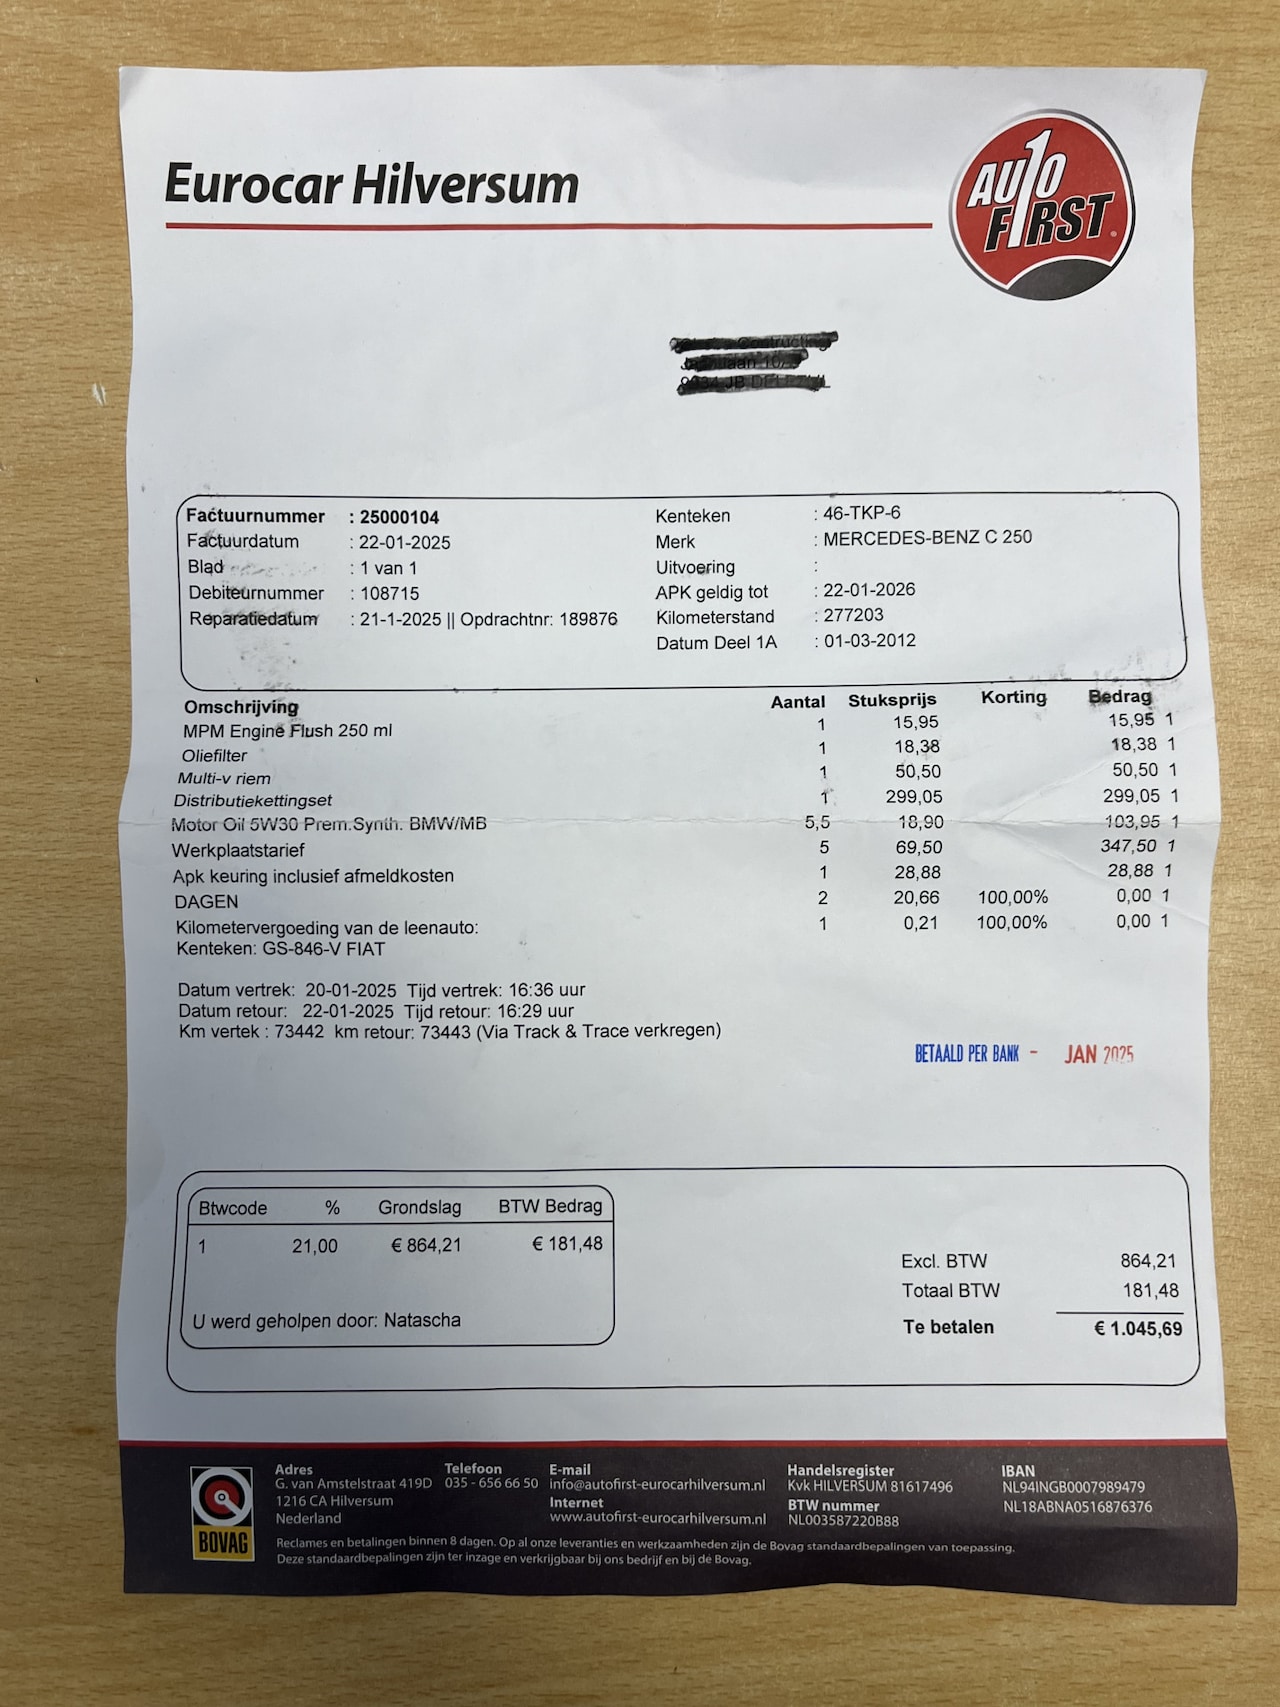 Eurocar Hilversum
AUTO
FIRST
Factuurnummer : 25000104
Factuurdatum : 22-01-2025
Blad : 1 van 1
Debiteurnummer : 108715
Reparatiedatum : 21-1-2025 || Opdrachtnr: 189876
Kenteken : 46-TKP-6
Merk : MERCEDES-BENZ C 250
Uitvoering :
APK geldig tot : 22-01-2026
Kilometerstand : 277203
Datum Deel 1A : 01-03-2012
Omschrijving Aantal Stuksprijs Korting Bedrag
MPM Engine Flush 250 ml 1 15,95 15,95 1
Oliefilter 1 18,38 18,38 1
Multi-v riem 1 50,50 50,50 1
Distributiekettingset 1 299,05 299,05 1
Motor Oil 5W30 Prem.Synth. BMW/MB 5,5 18,90 103,95 1
Werkplaatstarief 5 69,50 347,50 1
Apk keuring inclusief afmeldkosten 1 28,88 28,88 1
DAGEN 2 20,66 100,00% 0,00 1
Kilometervergoeding van de leenauto: 1 0,21 100,00% 0,00 1
Kenteken: GS-846-V FIAT
Datum vertrek: 20-01-2025 Tijd vertrek: 16:36 uur
Datum retour: 22-01-2025 Tijd retour: 16:29 uur
Km vertek : 73442 km retour: 73443 (Via Track & Trace verkregen)
BETAALD PER BANK - JAN 2025
Btwcode % Grondslag BTW Bedrag
1 21,00 € 864,21 € 181,48
U werd geholpen door: Natascha
Excl. BTW 864,21
Totaal BTW 181,48
Te betalen € 1.045,69
BOVAG
Adres
G. van Amstelstraat 419D
1216 CA Hilversum
Nederland
Telefoon
035 - 656 66 50
E-mail
info@autofirst-eurocarhilversum.nl
Internet
www.autofirst-eurocarhilversum.nl
Handelsregister
Kvk HILVERSUM 81617496
BTW nummer
NL003587220B88
IBAN
NL94INGB0007989479
NL18ABNA0516876376
Reclames en betalingen binnen 8 dagen. Op al onze leveranties en werkzaamheden zijn de Bovag standaardbepalingen van toepassing.
Deze standaardbepalingen zijn ter inzage en verkrijgbaar bij ons bedrijf en bij de Bovag.